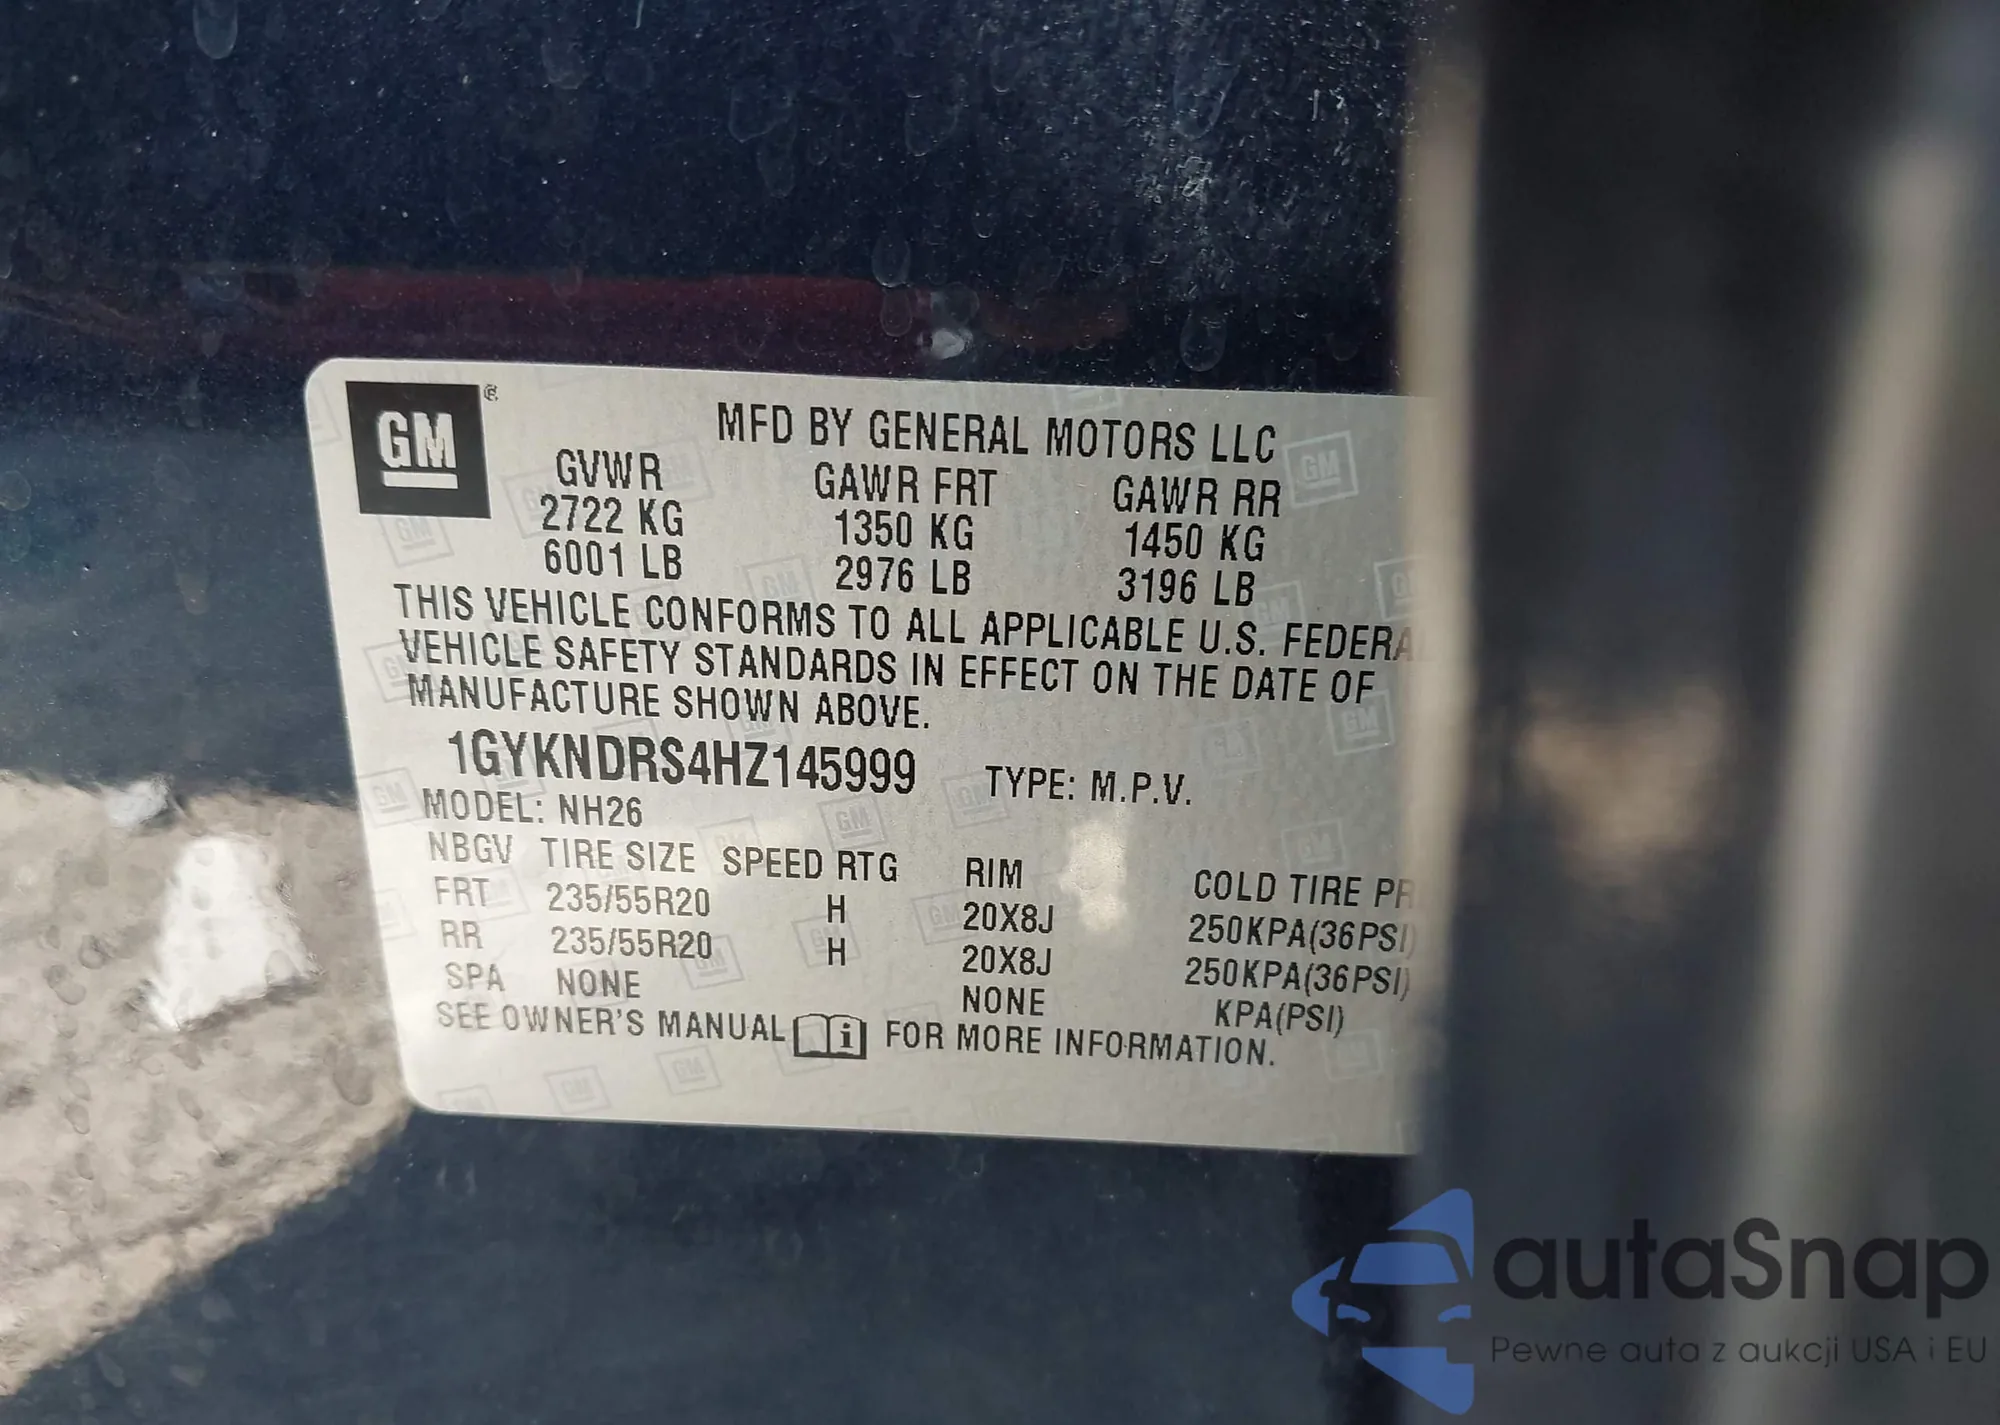 GM ®
MFD BY GENERAL MOTORS LLC
GVWR GAWR FRT GAWR RR
2722 KG 1350 KG 1450 KG
6001 LB 2976 LB 3196 LB
THIS VEHICLE CONFORMS TO ALL APPLICABLE U.S. FEDERA
VEHICLE SAFETY STANDARDS IN EFFECT ON THE DATE OF
MANUFACTURE SHOWN ABOVE.
1GYKNDRS4HZ145999 TYPE: M.P.V.
MODEL: NH26
NBGV TIRE SIZE SPEED RTG RIM COLD TIRE PR
FRT 235/55R20 H 20X8J 250KPA(36PSI)
RR 235/55R20 H 20X8J 250KPA(36PSI)
SPA NONE NONE KPA(PSI)
SEE OWNER'S MANUAL i FOR MORE INFORMATION.
autaSnap
Pewne auta z aukcji USA i EU